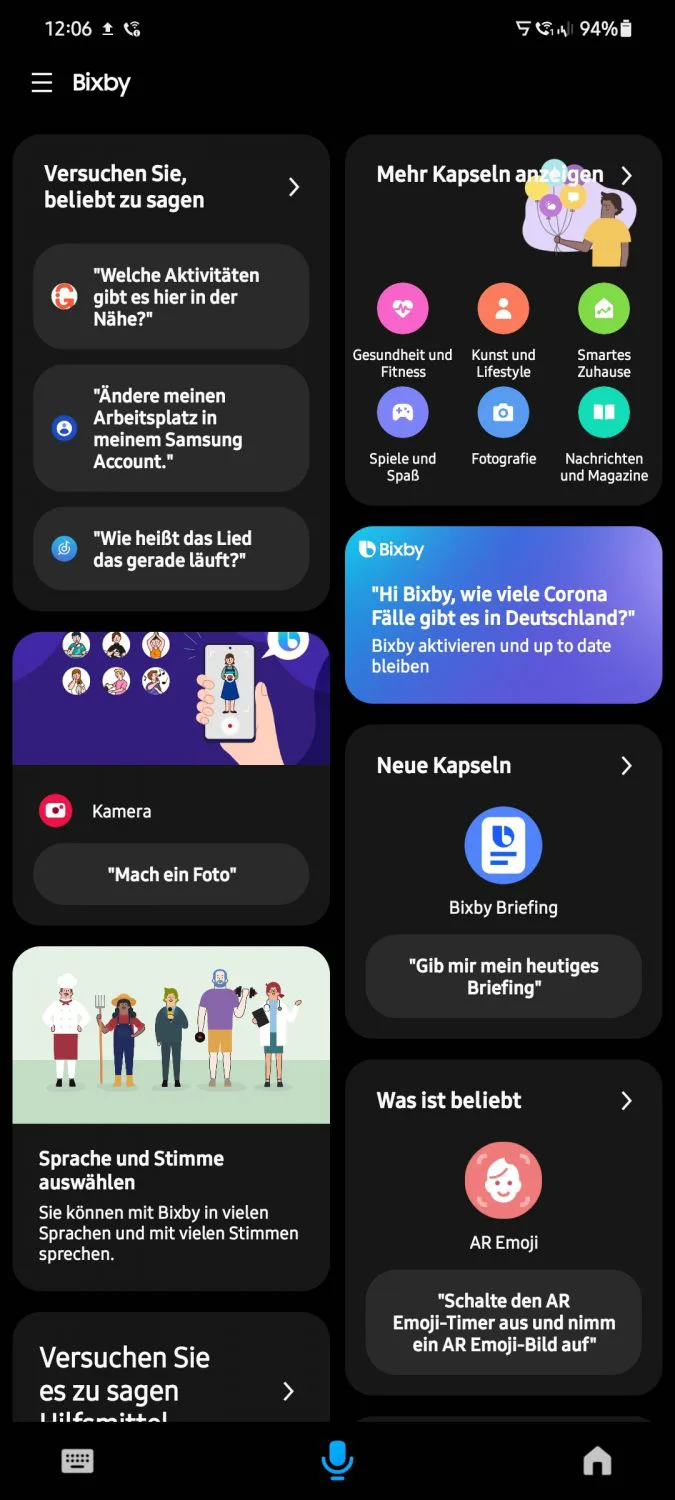 12:06
94%
Bixby
Versuchen Sie,
beliebt zu sagen
"Welche Aktivitäten
gibt es hier in der
Nähe?"
"Ändere meinen
Arbeitsplatz in
meinem Samsung
Account."
"Wie heißt das Lied
das gerade läuft?"
Kamera
"Mach ein Foto"
Sprache und Stimme
auswählen
Sie können mit Bixby in vielen
Sprachen und mit vielen Stimmen
sprechen.
Versuchen Sie
es zu sagen
Hilfsmittel
Mehr Kapseln anzeigen
Gesundheit und
Fitness
Kunst und
Lifestyle
Smartes
Zuhause
Spiele und
Spaß
Fotografie
Nachrichten
und Magazine
Bixby
"Hi Bixby, wie viele Corona
Fälle gibt es in Deutschland?"
Bixby aktivieren und up to date
bleiben
Neue Kapseln
Bixby Briefing
"Gib mir mein heutiges
Briefing"
Was ist beliebt
AR Emoji
"Schalte den AR
Emoji-Timer aus und nimm
ein AR Emoji-Bild auf"